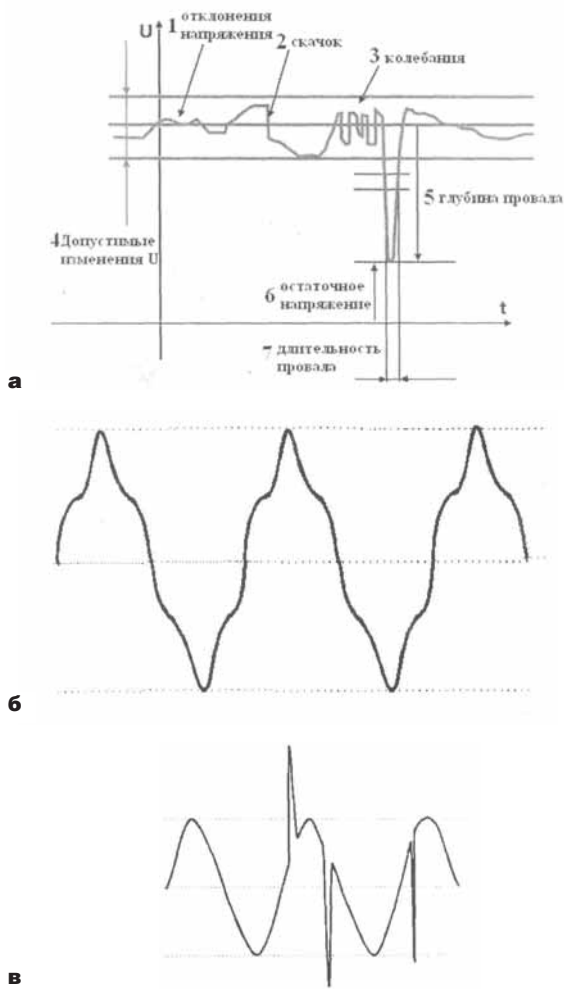 U
1 отклонения
напряжения
2 скачок
3 колебания
5 глубина провала
4 Допустимые
изменения U
6 остаточное
напряжение
t
7 длительность
провала
а
б
в